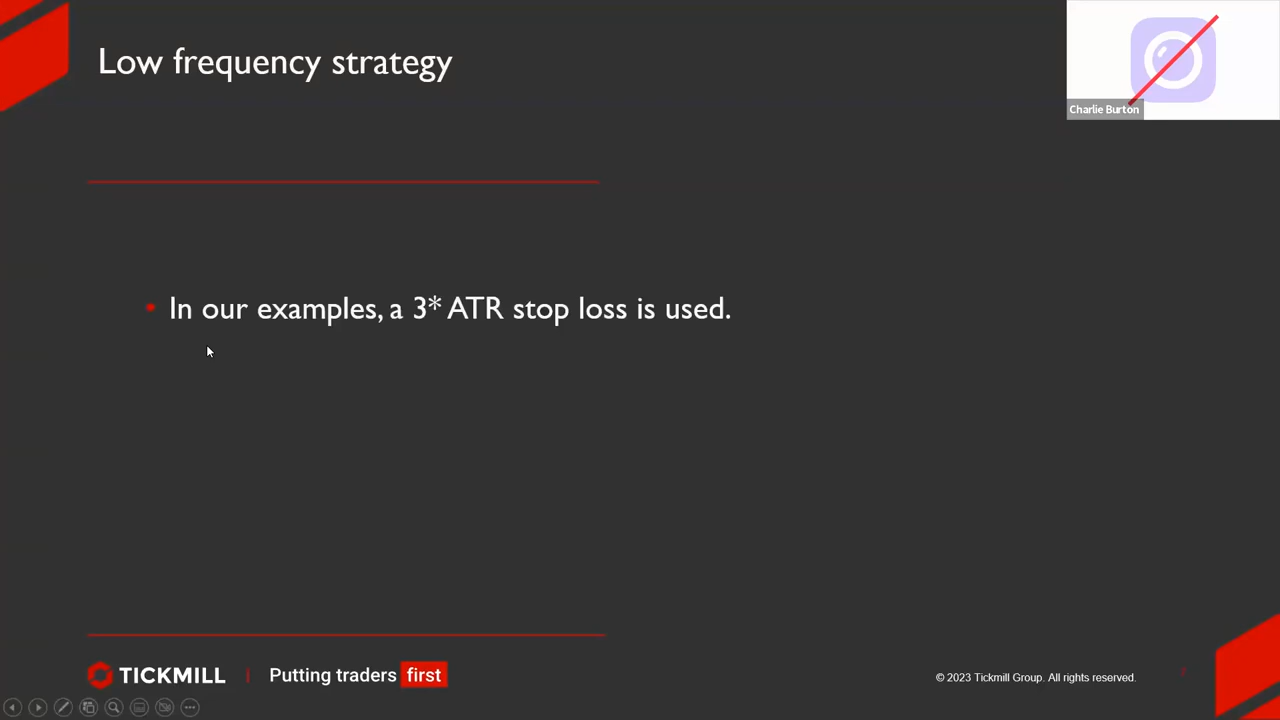 Low frequency strategy
Charlie Burton
• In our examples, a 3* ATR stop loss is used.
TICKMILL | Putting traders first
© 2023 Tickmill Group. All rights reserved.